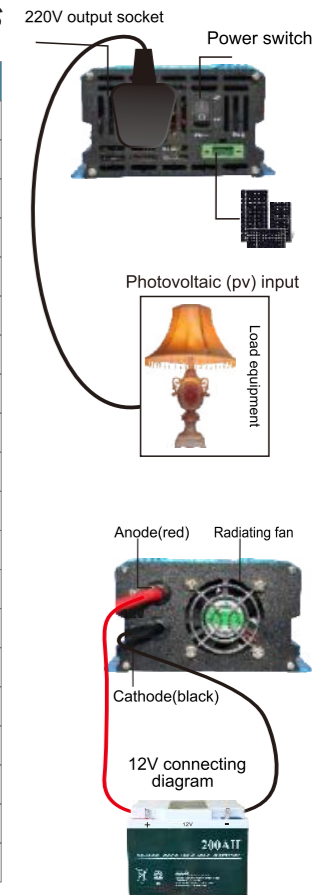 220V output socket
Power switch
Photovoltaic (pv) input
Load equipment
Anode(red)
Radiating fan
Cathode(black)
12V connecting
diagram
+
12V
-
200AH